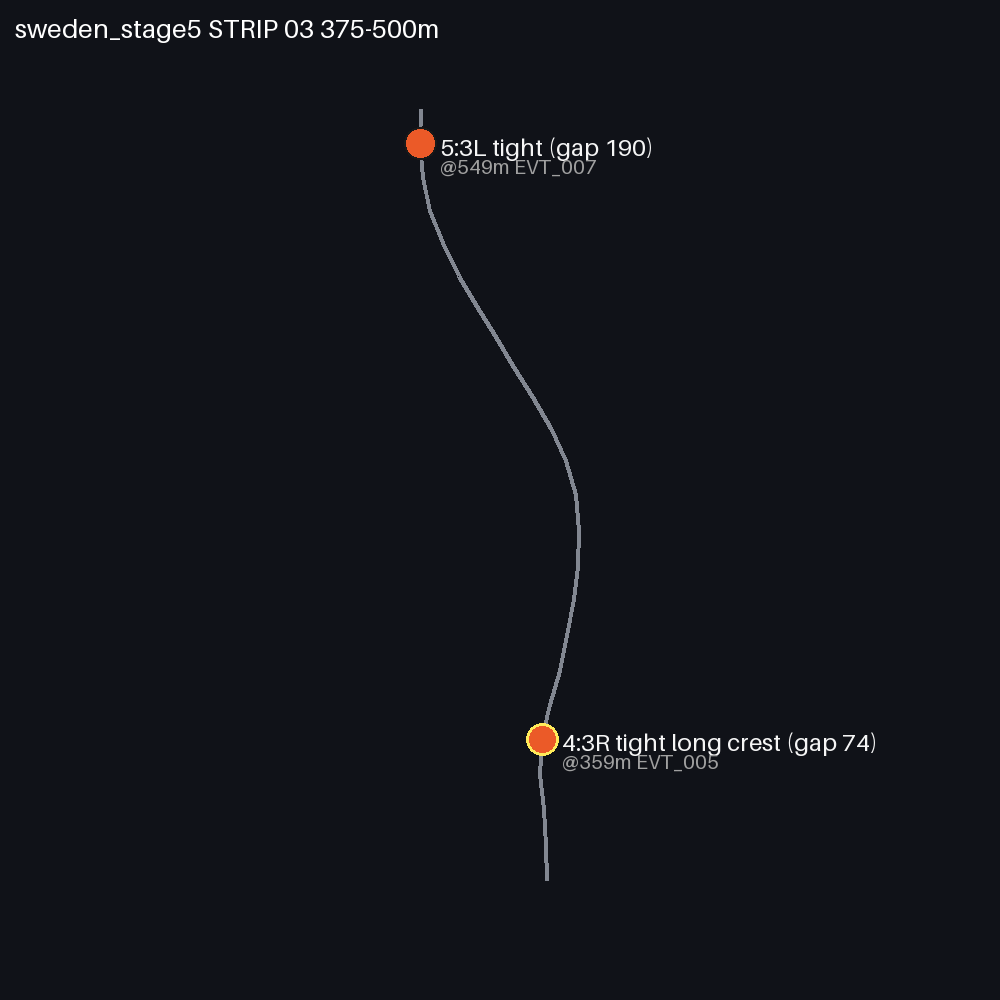 sweden_stage5 STRIP 03 375-500m
5:3L tight (gap 190)
@549m EVT_007
4:3R tight long crest (gap 74)
@359m EVT_005